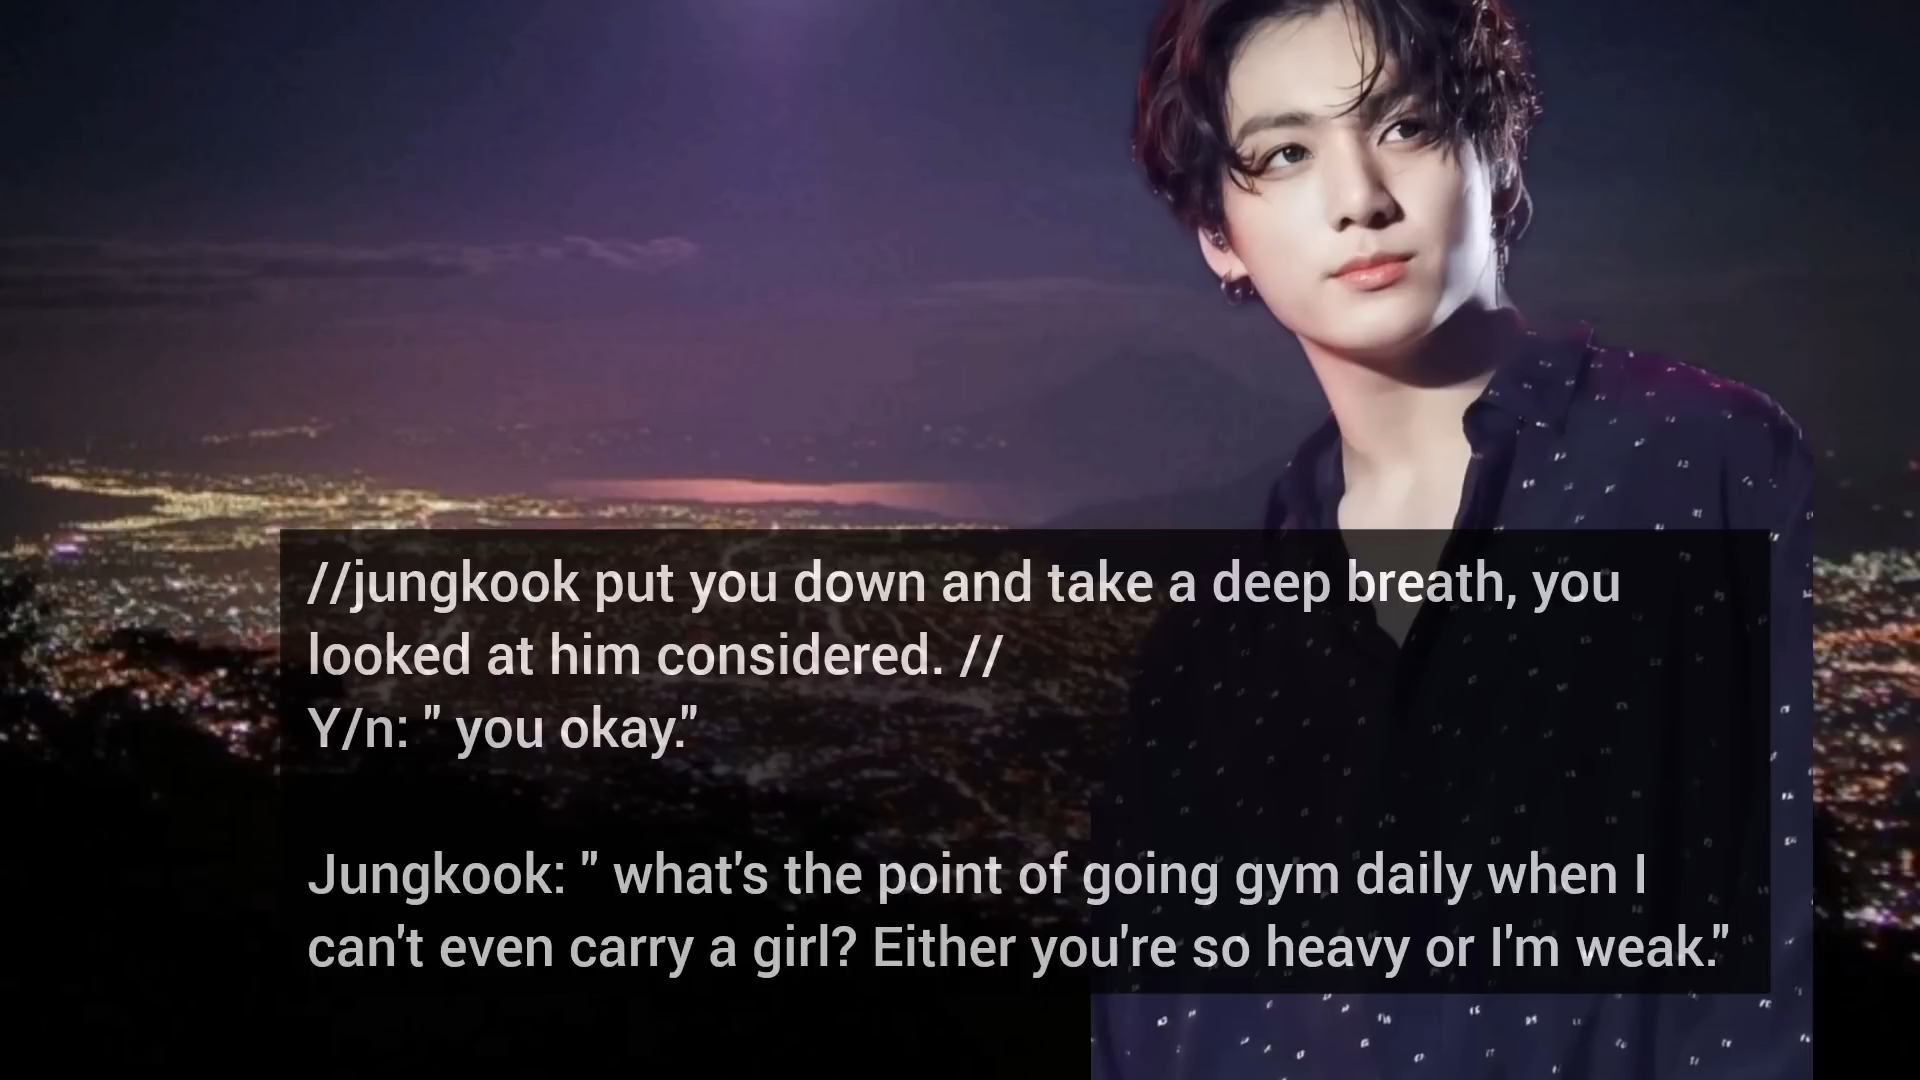 //jungkook put you down and take a deep breath, you
looked at him considered. //
Y/n: " you okay."
Jungkook: " what's the point of going gym daily when I
can't even carry a girl? Either you're so heavy or I'm weak."